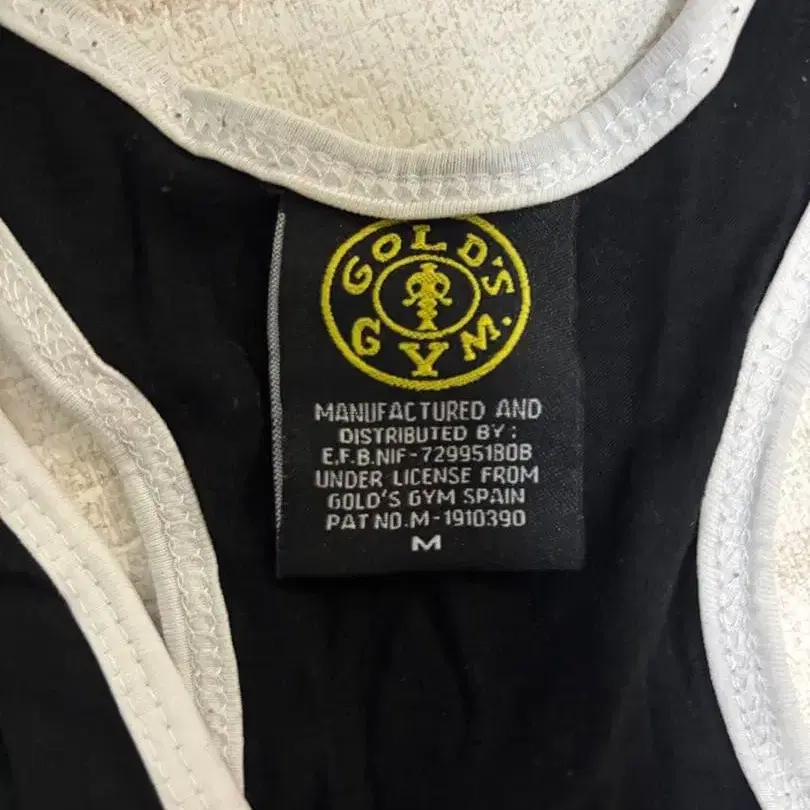 GOLD'S
GYM.
MANUFACTURED AND
DISTRIBUTED BY:
E.F.B.NIF-72995180B
UNDER LICENSE FROM
GOLD'S GYM SPAIN
PAT NO.M-1910390
M